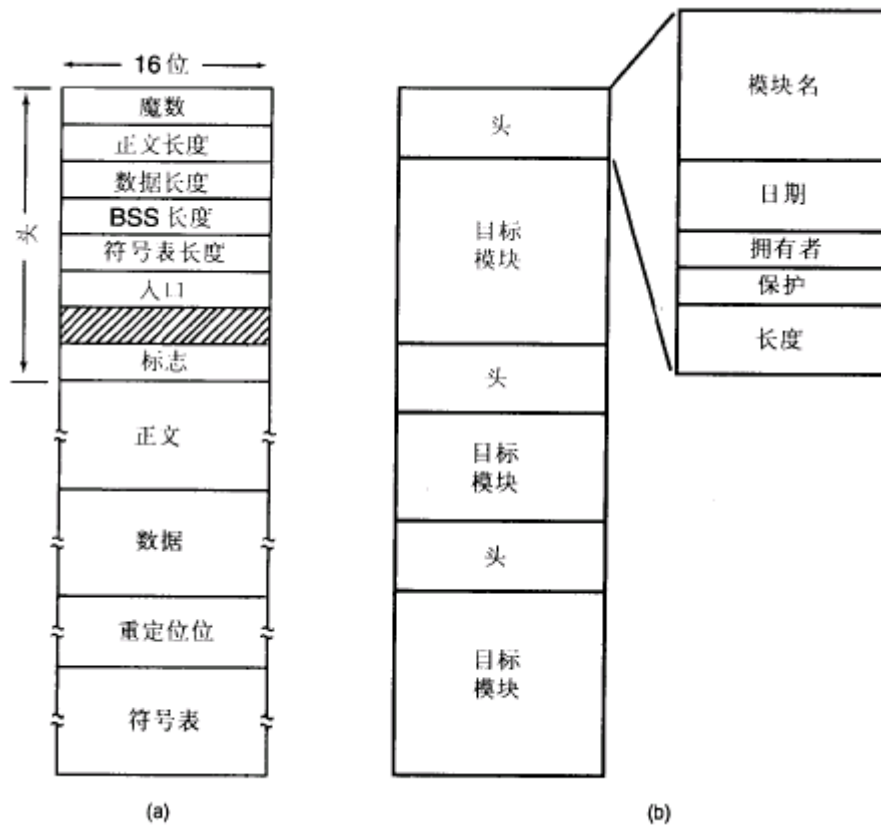 16位
头
魔数
正文长度
数据长度
BSS 长度
符号表长度
入口
标志
正文
数据
重定位位
符号表
(a)
头
目标
模块
头
目标
模块
头
目标
模块
模块名
日期
拥有者
保护
长度
(b)